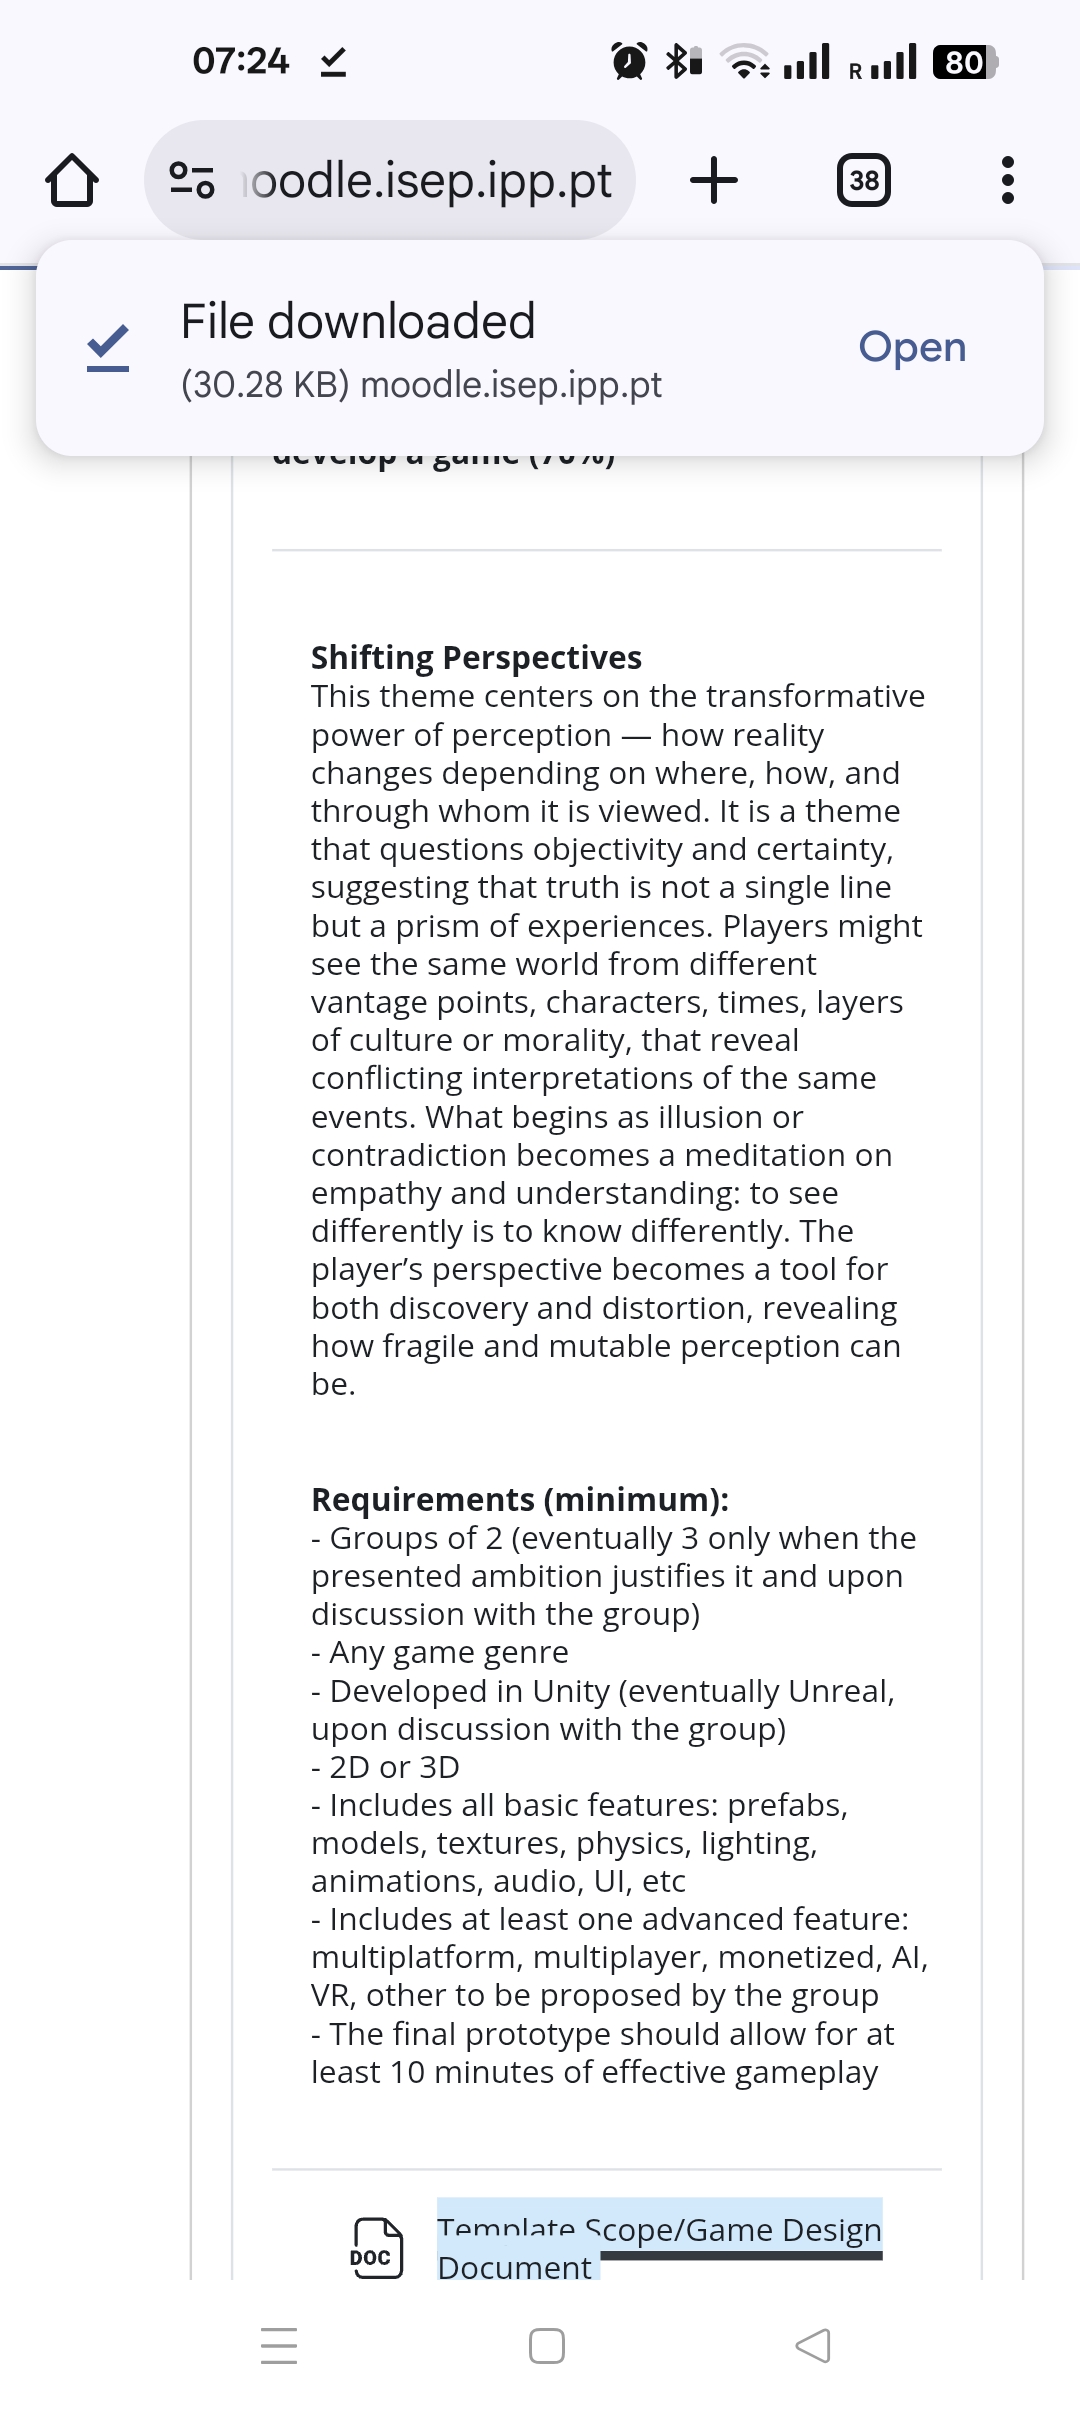 07:24
R
80
oodle.isep.ipp.pt
38
File downloaded
(30.28 KB) moodle.isep.ipp.pt
Open
develop a game (70%)
Shifting Perspectives
This theme centers on the transformative
power of perception — how reality
changes depending on where, how, and
through whom it is viewed. It is a theme
that questions objectivity and certainty,
suggesting that truth is not a single line
but a prism of experiences. Players might
see the same world from different
vantage points, characters, times, layers
of culture or morality, that reveal
conflicting interpretations of the same
events. What begins as illusion or
contradiction becomes a meditation on
empathy and understanding: to see
differently is to know differently. The
player’s perspective becomes a tool for
both discovery and distortion, revealing
how fragile and mutable perception can
be.
Requirements (minimum):
- Groups of 2 (eventually 3 only when the
presented ambition justifies it and upon
discussion with the group)
- Any game genre
- Developed in Unity (eventually Unreal,
upon discussion with the group)
- 2D or 3D
- Includes all basic features: prefabs,
models, textures, physics, lighting,
animations, audio, UI, etc
- Includes at least one advanced feature:
multiplatform, multiplayer, monetized, AI,
VR, other to be proposed by the group
- The final prototype should allow for at
least 10 minutes of effective gameplay
DOC
Template Scope/Game Design
Document